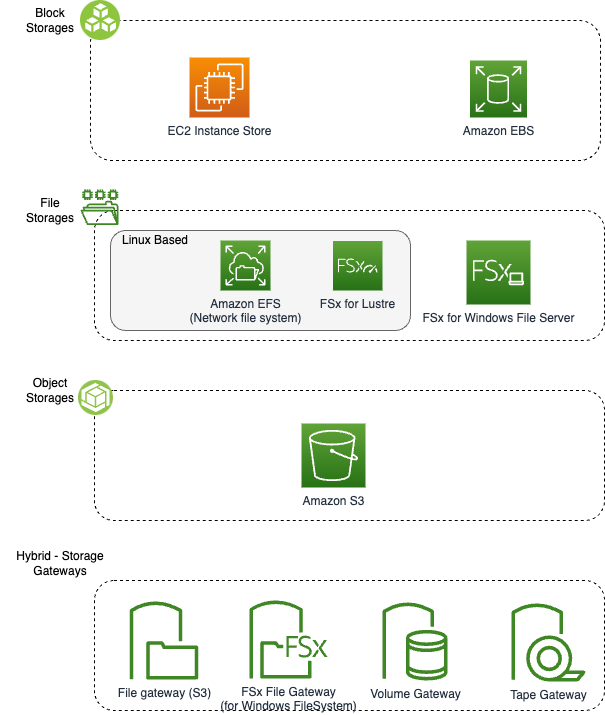 Block
Storages
EC2 Instance Store
Amazon EBS
File
Storages
Linux Based
Amazon EFS
(Network file system)
FSx
FSx for Lustre
FSx
FSx for Windows File Server
Object
Storages
Amazon S3
Hybrid - Storage
Gateways
File gateway (S3)
FSx
FSx File Gateway
(for Windows FileSystem)
Volume Gateway
Tape Gateway